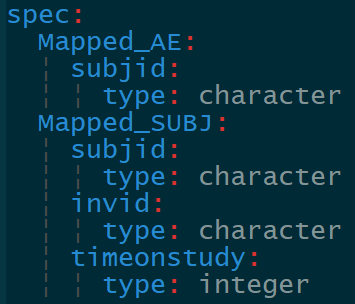 spec:
  Mapped_AE:
    subjid:
      type: character
  Mapped_SUBJ:
    subjid:
      type: character
    invid:
      type: character
    timeonstudy:
      type: integer